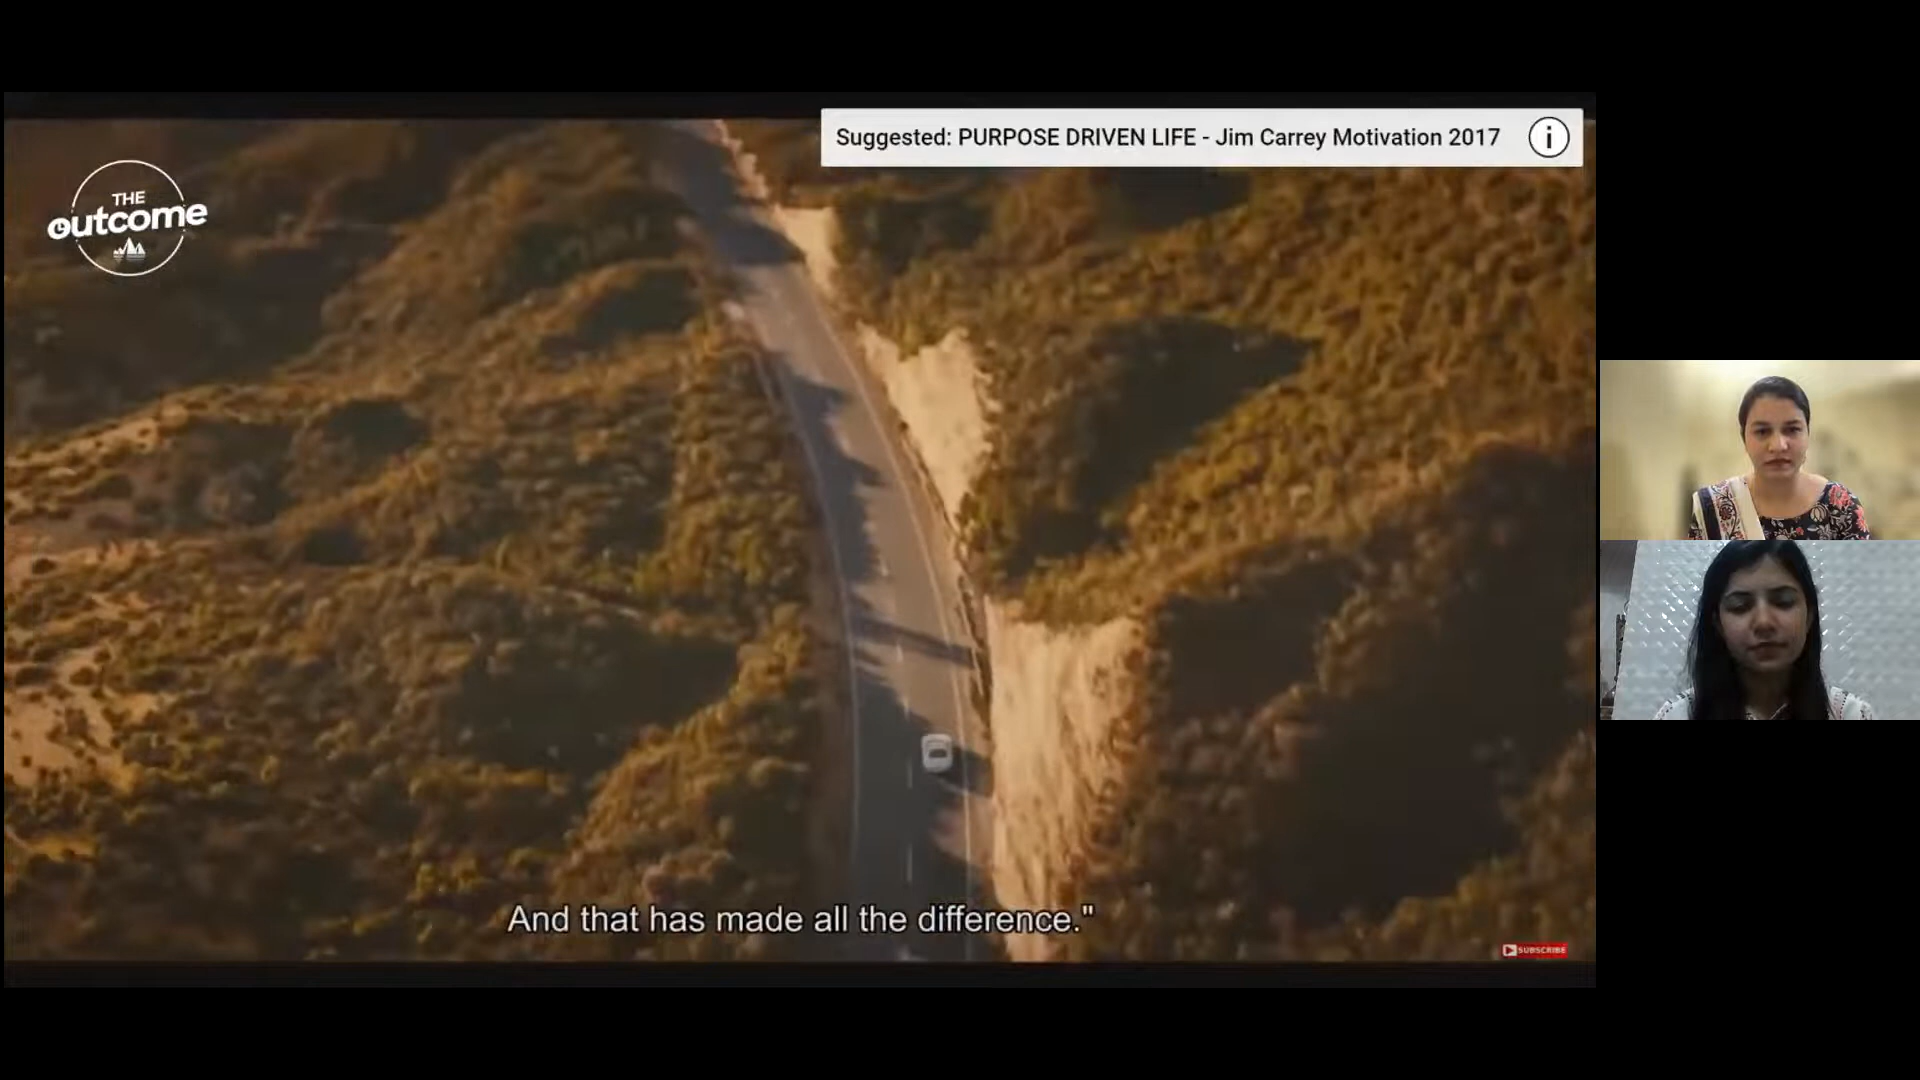 Suggested: PURPOSE DRIVEN LIFE - Jim Carrey Motivation 2017
THE
outcome
And that has made all the difference."
SUBSCRIBE